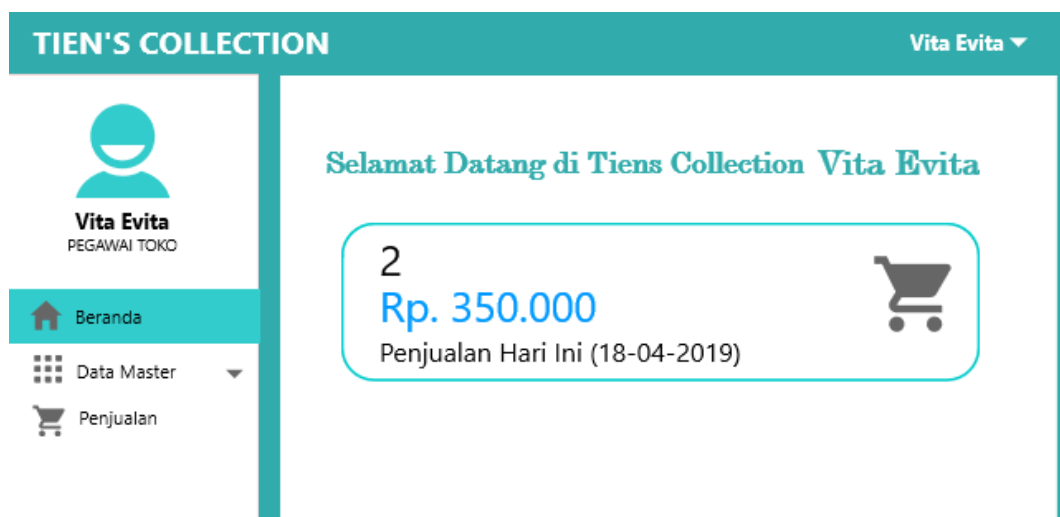 TIEN'S COLLECTION
Vita Evita
Vita Evita
PEGAWAI TOKO
Beranda
Data Master
Penjualan
Selamat Datang di Tiens Collection Vita Evita
2
Rp. 350.000
Penjualan Hari Ini (18-04-2019)